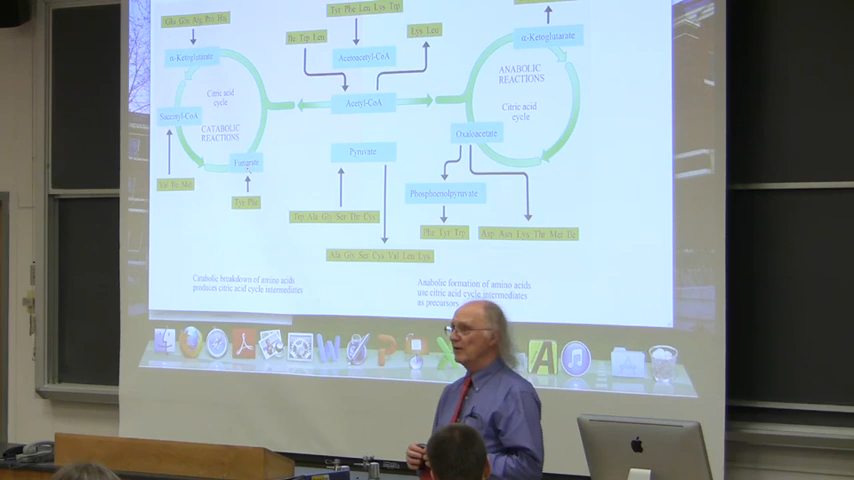 Glu Gln Arg Pro His
Tyr Phe Leu Lys Trp
Ile Trp Leu
Lys Leu
α-Ketoglutarate
Acetoacetyl-CoA
α-Ketoglutarate
Citric acid
cycle
ANABOLIC
REACTIONS
Acetyl-CoA
Citric acid
cycle
Succinyl-CoA
CATABOLIC
REACTIONS
Oxaloacetate
Pyruvate
Fumarate
Phosphoenolpyruvate
Tyr Phe
Trp Ala Gly Ser Thr Cys
Phe Tyr Trp
Asp Asn Lys Thr Met Ile
Ala Gly Ser Cys Val Leu Lys
Catabolic breakdown of amino acids
produces citric acid cycle intermediates
Anabolic formation of amino acids
use citric acid cycle intermediates
as precursors